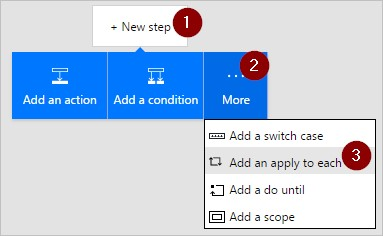 + New step
1
...
2
Add an action
Add a condition
More
Add a switch case
Add an apply to each
3
Add a do until
Add a scope